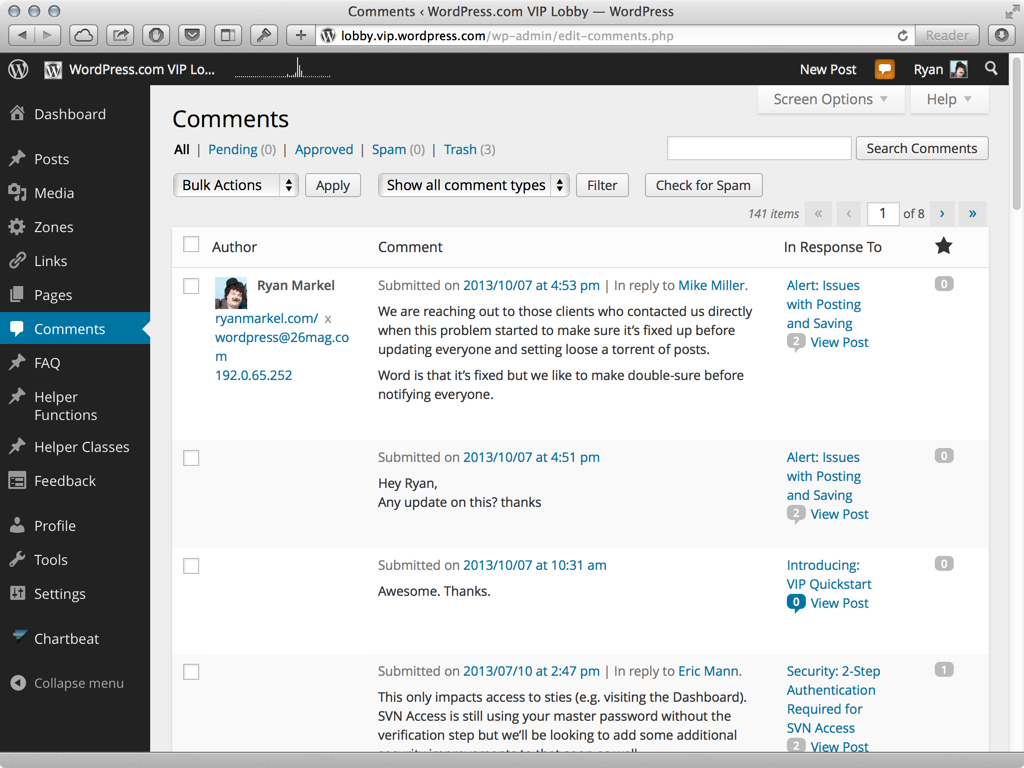 Comments ‹ WordPress.com VIP Lobby — WordPress
lobby.vip.wordpress.com/wp-admin/edit-comments.php
Reader
WordPress.com VIP Lo...
New Post
Ryan
Dashboard
Posts
Media
Zones
Links
Pages
Comments
FAQ
Helper
Functions
Helper Classes
Feedback
Profile
Tools
Settings
Chartbeat
Collapse menu
Screen Options
Help
Comments
All | Pending (0) | Approved | Spam (0) | Trash (3)
Search Comments
Bulk Actions
Apply
Show all comment types
Filter
Check for Spam
141 items « ‹ 1 of 8 › »
Author
Comment
In Response To
Ryan Markel
ryanmarkel.com/ x
wordpress@26mag.co
m
192.0.65.252
Submitted on 2013/10/07 at 4:53 pm | In reply to Mike Miller.
We are reaching out to those clients who contacted us directly
when this problem started to make sure it's fixed up before
updating everyone and setting loose a torrent of posts.
Word is that it's fixed but we like to make double-sure before
notifying everyone.
Alert: Issues
with Posting
and Saving
2 View Post
0
Submitted on 2013/10/07 at 4:51 pm
Hey Ryan,
Any update on this? thanks
Alert: Issues
with Posting
and Saving
2 View Post
0
Submitted on 2013/10/07 at 10:31 am
Awesome. Thanks.
Introducing:
VIP Quickstart
0 View Post
0
Submitted on 2013/07/10 at 2:47 pm | In reply to Eric Mann.
This only impacts access to sties (e.g. visiting the Dashboard).
SVN Access is still using your master password without the
verification step but we'll be looking to add some additional
Security: 2-Step
Authentication
Required for
SVN Access
2 View Post
1